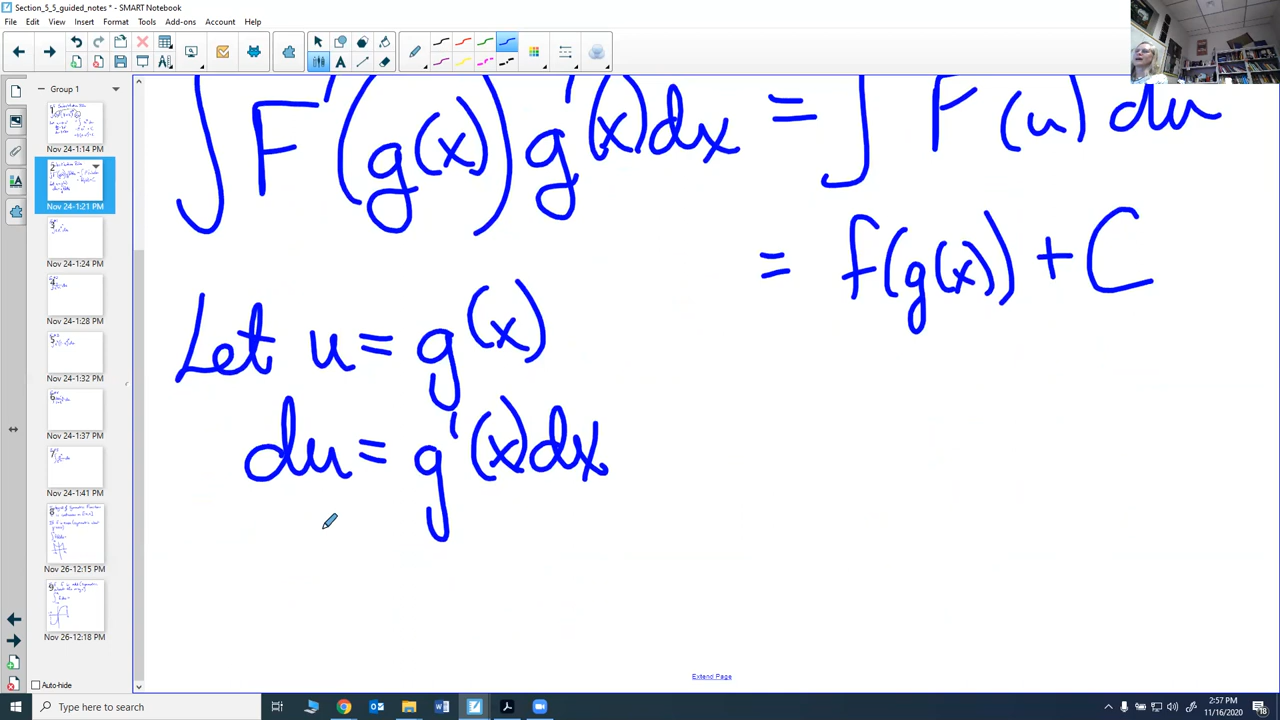 Section_5_5_guided_notes * - SMART Notebook
File Edit View Insert Format Tools Add-ons Account Help
Group 1
Nov 24-1:14 PM
Nov 24-1:21 PM
Nov 24-1:24 PM
Nov 24-1:28 PM
Nov 24-1:32 PM
Nov 24-1:37 PM
Nov 24-1:41 PM
Nov 26-12:15 PM
Nov 26-12:18 PM
Auto-hide
∫ F'(g(x)) g'(x) dx = ∫ F(u) du
= f(g(x)) + C
Let u = g(x)
du = g'(x) dx
Extend Page
Type here to search
2:57 PM
11/16/2020
18